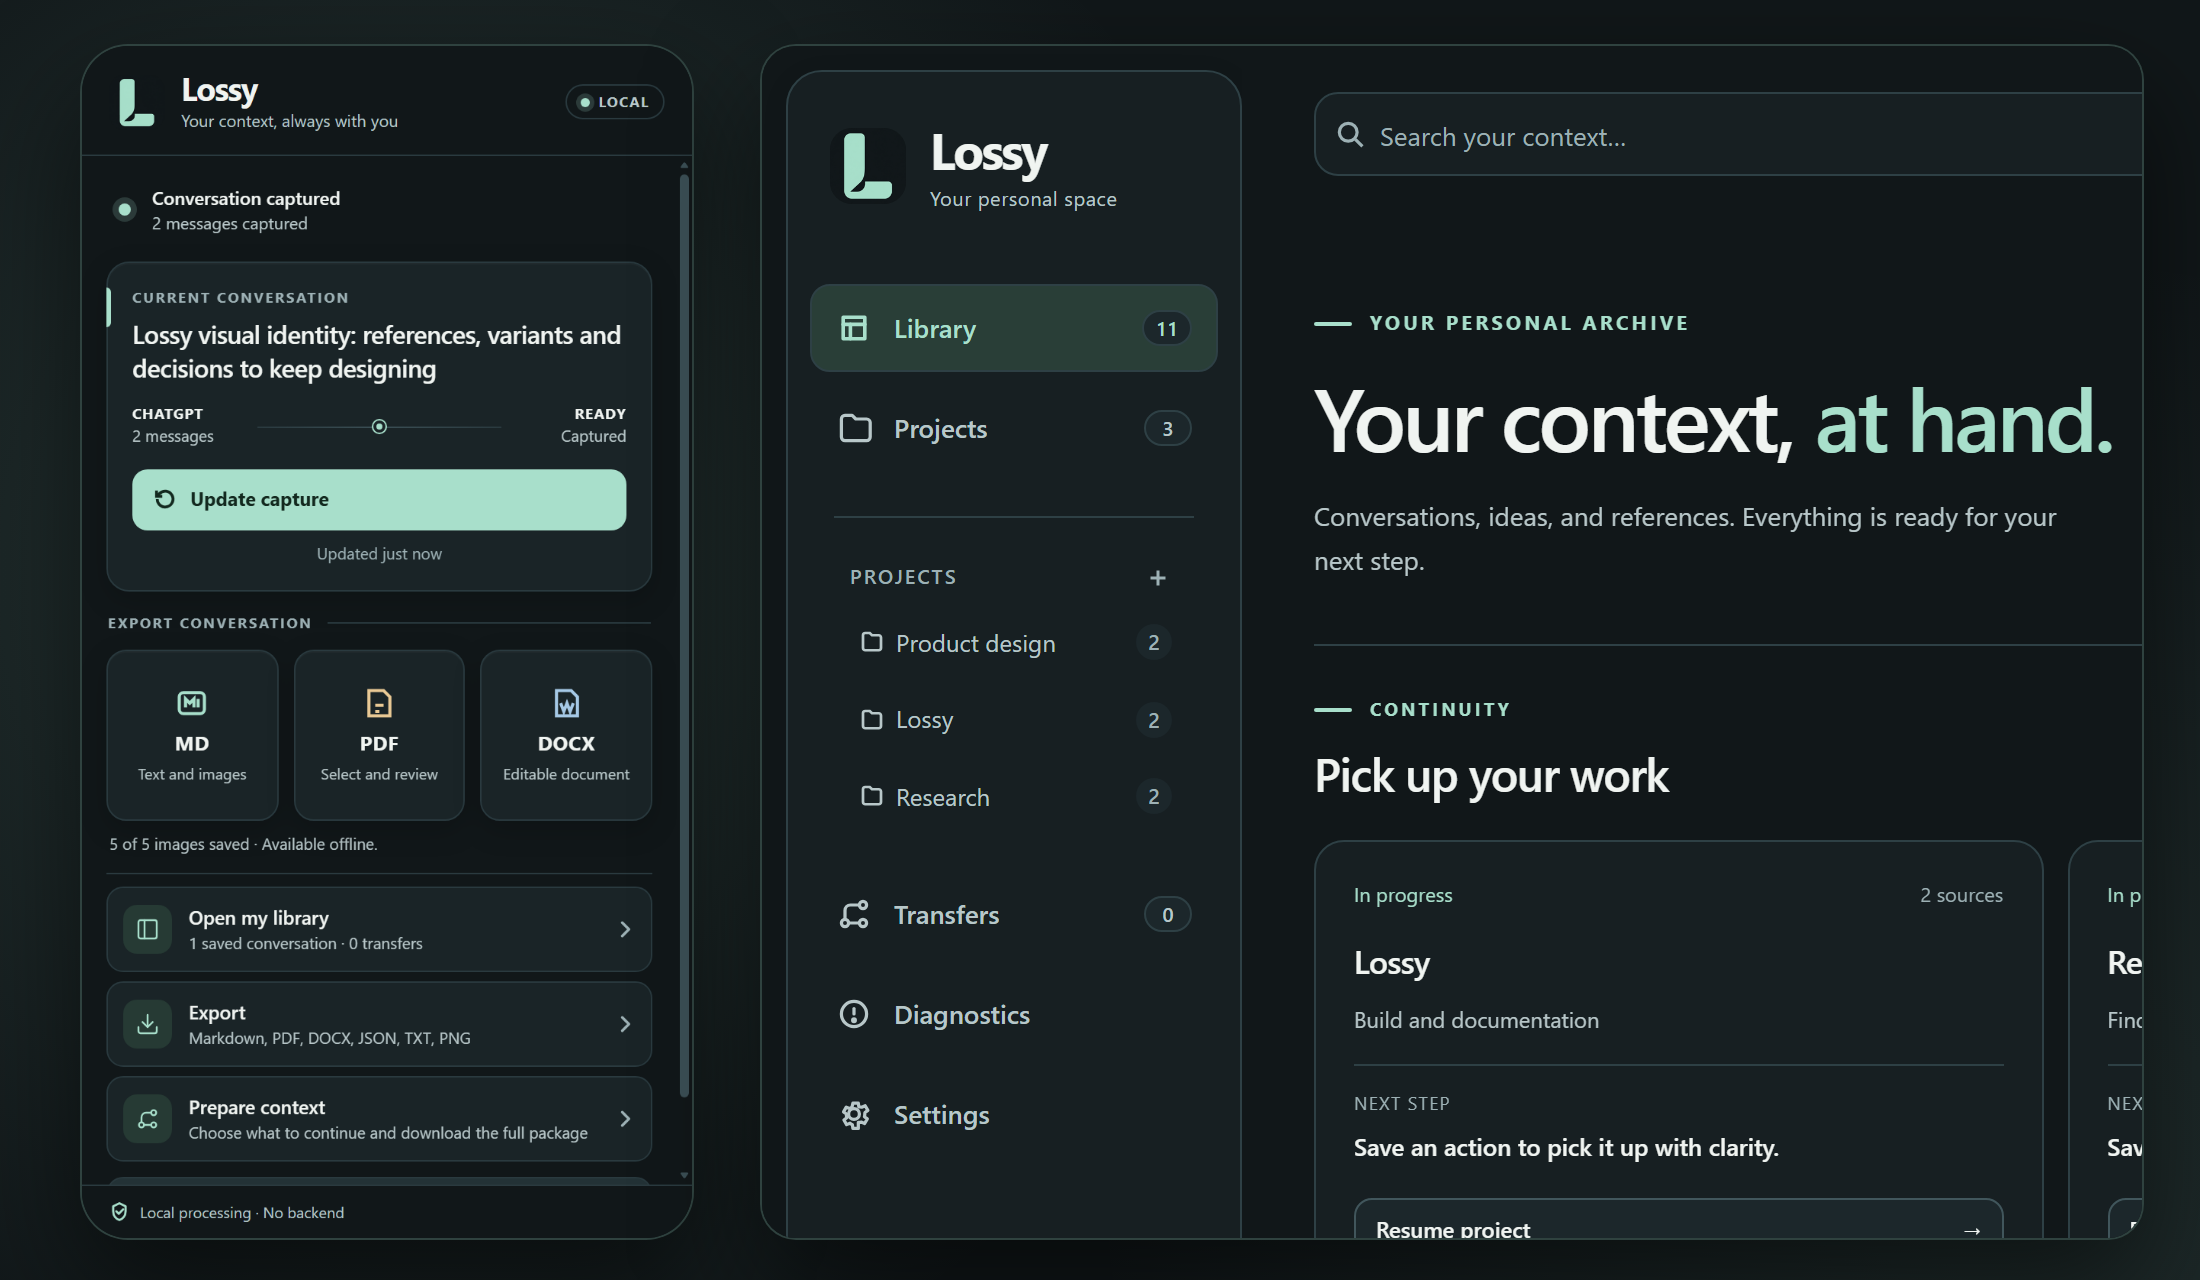 Lossy
Your context, always with you
LOCAL
Conversation captured
2 messages captured
CURRENT CONVERSATION
Lossy visual identity: references, variants and
decisions to keep designing
CHATGPT
2 messages
READY
Captured
Update capture
Updated just now
EXPORT CONVERSATION
MD
Text and images
PDF
Select and review
DOCX
Editable document
5 of 5 images saved · Available offline.
Open my library
1 saved conversation · 0 transfers
Export
Markdown, PDF, DOCX, JSON, TXT, PNG
Prepare context
Choose what to continue and download the full package
Local processing · No backend
Lossy
Your personal space
Library 11
Projects 3
PROJECTS +
Product design 2
Lossy 2
Research 2
Transfers 0
Diagnostics
Settings
Search your context...
YOUR PERSONAL ARCHIVE
Your context, at hand.
Conversations, ideas, and references. Everything is ready for your
next step.
CONTINUITY
Pick up your work
In progress 2 sources
Lossy
Build and documentation
NEXT STEP
Save an action to pick it up with clarity.
Resume project →
In p
Re
NEX
Sav